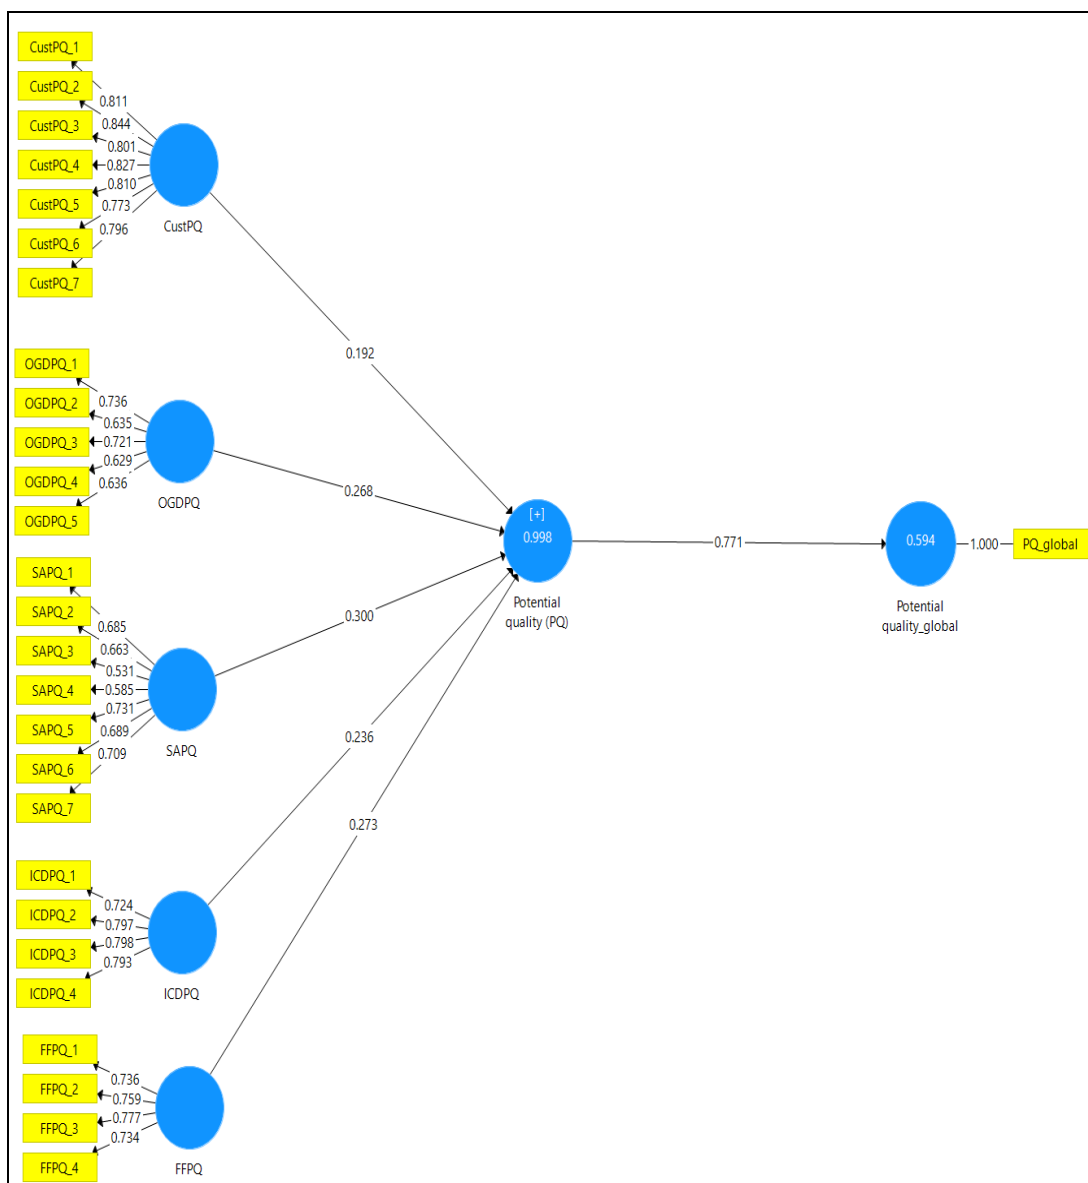 CustPQ_1
CustPQ_2
CustPQ_3
CustPQ_4
CustPQ_5
CustPQ_6
CustPQ_7
0.811
0.844
0.801
0.827
0.810
0.773
0.796
CustPQ
0.192
OGDPQ_1
OGDPQ_2
OGDPQ_3
OGDPQ_4
OGDPQ_5
0.736
0.635
0.721
0.629
0.636
OGDPQ
0.268
SAPQ_1
SAPQ_2
SAPQ_3
SAPQ_4
SAPQ_5
SAPQ_6
SAPQ_7
0.685
0.663
0.531
0.585
0.731
0.689
0.709
SAPQ
0.300
ICDPQ_1
ICDPQ_2
ICDPQ_3
ICDPQ_4
0.724
0.797
0.798
0.793
ICDPQ
0.236
FFPQ_1
FFPQ_2
FFPQ_3
FFPQ_4
0.736
0.759
0.777
0.734
FFPQ
0.273
[+]
0.998
Potential
quality (PQ)
0.771
0.594
Potential
quality_global
1.000
PQ_global